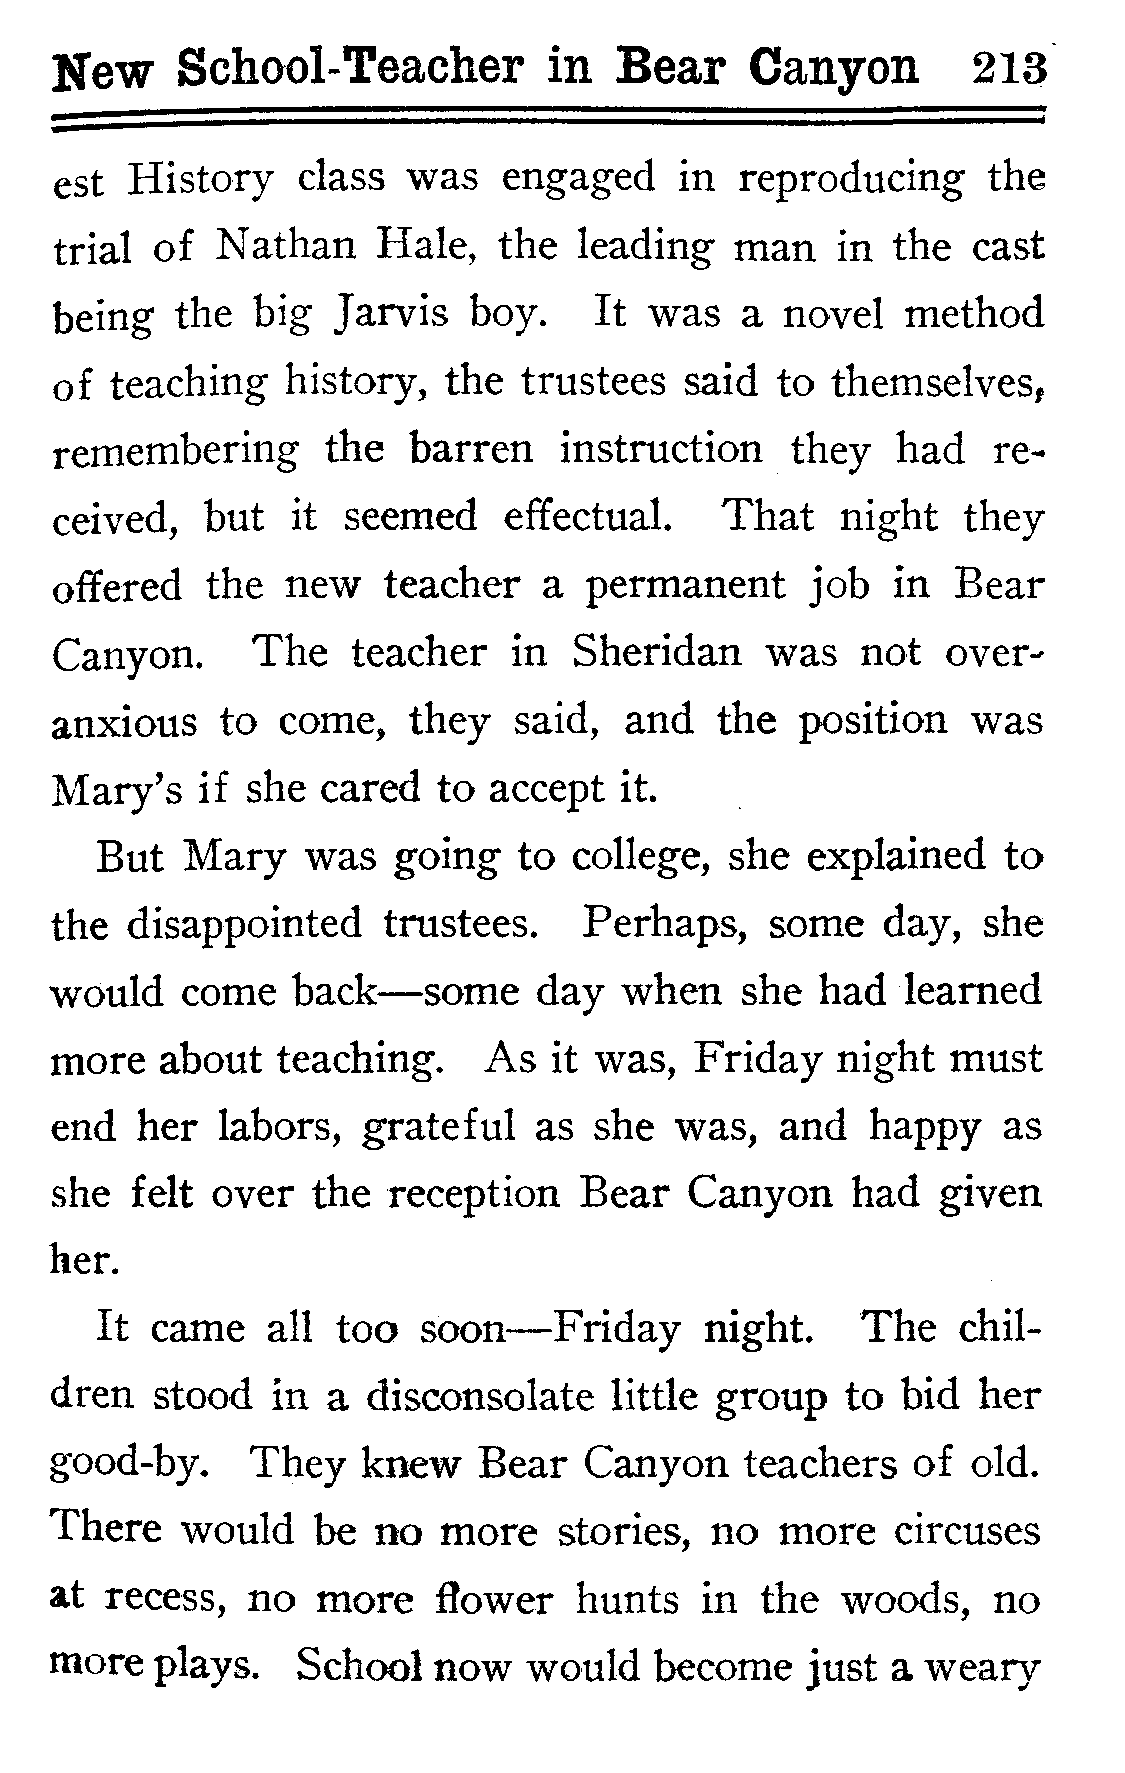 New School-Teacher in Bear Canyon 213
est History class was engaged in reproducing the
trial of Nathan Hale, the leading man in the cast
being the big Jarvis boy. It was a novel method
of teaching history, the trustees said to themselves,
remembering the barren instruction they had re-
ceived, but it seemed effectual. That night they
offered the new teacher a permanent job in Bear
Canyon. The teacher in Sheridan was not over-
anxious to come, they said, and the position was
Mary's if she cared to accept it.
But Mary was going to college, she explained to
the disappointed trustees. Perhaps, some day, she
would come back—some day when she had learned
more about teaching. As it was, Friday night must
end her labors, grateful as she was, and happy as
she felt over the reception Bear Canyon had given
her.
It came all too soon—Friday night. The chil-
dren stood in a disconsolate little group to bid her
good-by. They knew Bear Canyon teachers of old.
There would be no more stories, no more circuses
at recess, no more flower hunts in the woods, no
more plays. School now would become just a weary